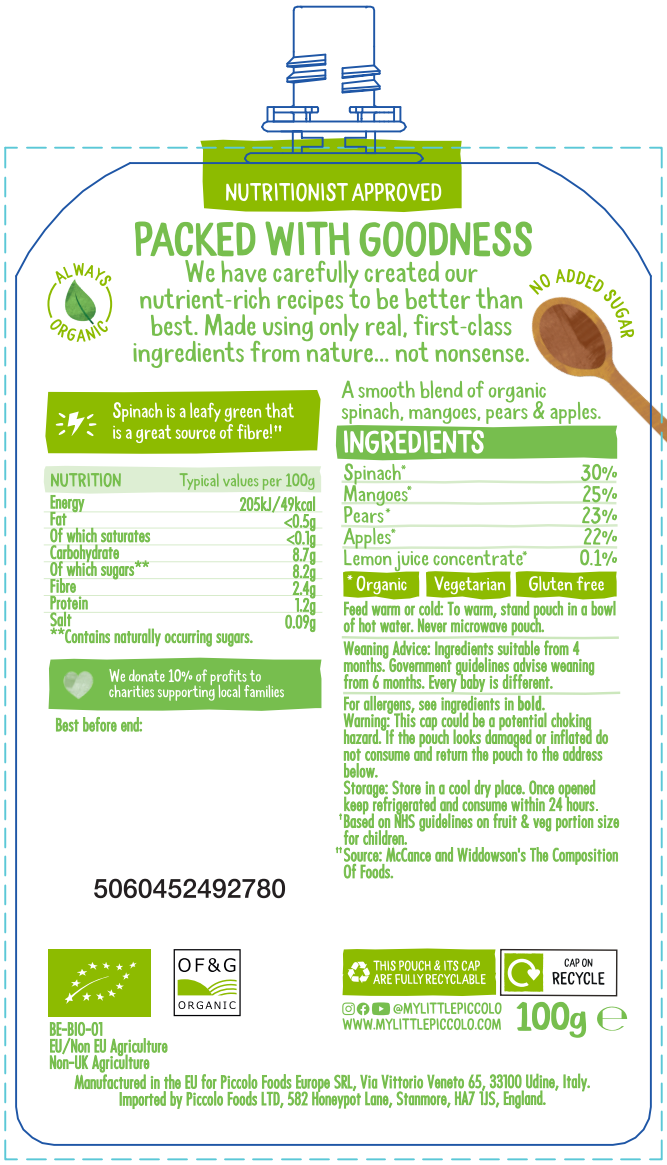 NUTRITIONIST APPROVED
PACKED WITH GOODNESS
We have carefully created our
nutrient-rich recipes to be better than
best. Made using only real, first-class
ingredients from nature... not nonsense.
ALWAYS
ORGANIC
NO ADDED SUGAR
Spinach is a leafy green that
is a great source of fibre!††
NUTRITION Typical values per 100g
Energy 205kJ/49kcal
Fat <0.5g
Of which saturates <0.1g
Carbohydrate 8.7g
Of which sugars** 8.2g
Fibre 2.4g
Protein 1.2g
Salt 0.09g
**Contains naturally occurring sugars.
We donate 10% of profits to
charities supporting local families
Best before end:
5060452492780
A smooth blend of organic
spinach, mangoes, pears & apples.
INGREDIENTS
Spinach* 30%
Mangoes* 25%
Pears* 23%
Apples* 22%
Lemon juice concentrate* 0.1%
* Organic
Vegetarian
Gluten free
Feed warm or cold: To warm, stand pouch in a bowl
of hot water. Never microwave pouch.
Weaning Advice: Ingredients suitable from 4
months. Government guidelines advise weaning
from 6 months. Every baby is different.
For allergens, see ingredients in bold.
Warning: This cap could be a potential choking
hazard. If the pouch looks damaged or inflated do
not consume and return the pouch to the address
below.
Storage: Store in a cool dry place. Once opened
keep refrigerated and consume within 24 hours.
†Based on NHS guidelines on fruit & veg portion size
for children.
††Source: McCance and Widdowson's The Composition
Of Foods.
OF&G
ORGANIC
BE-BIO-01
EU/Non EU Agriculture
Non-UK Agriculture
THIS POUCH & ITS CAP
ARE FULLY RECYCLABLE
CAP ON
RECYCLE
@MYLITTLEPICCOLO
WWW.MYLITTLEPICCOLO.COM
100g ℮
Manufactured in the EU for Piccolo Foods Europe SRL, Via Vittorio Veneto 65, 33100 Udine, Italy.
Imported by Piccolo Foods LTD, 582 Honeypot Lane, Stanmore, HA7 1JS, England.